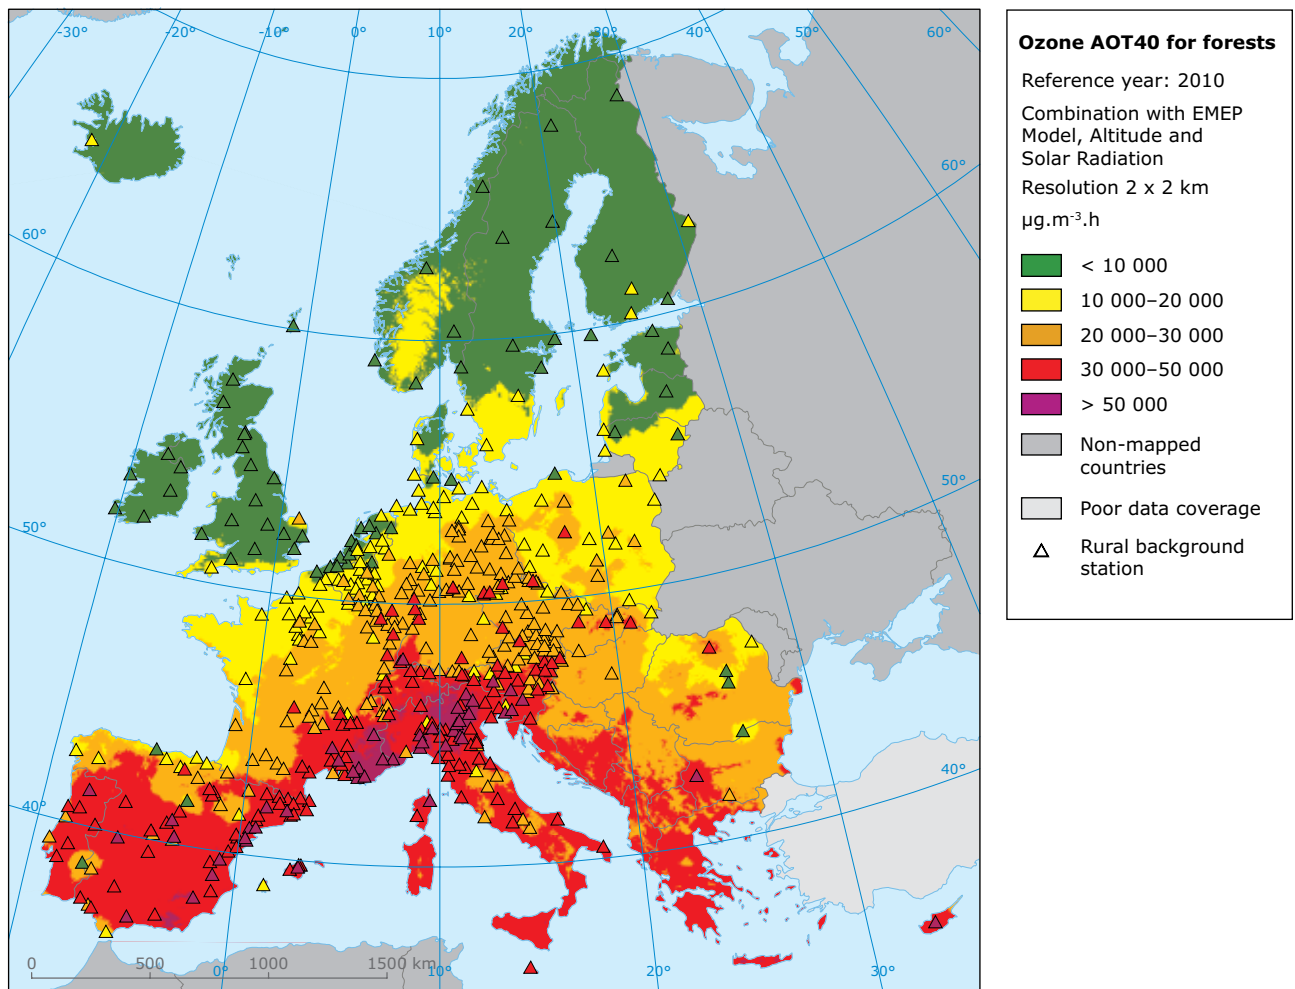 -30°
-20°
-10°
0°
10°
20°
30°
40°
50°
60°
Ozone AOT40 for forests
Reference year: 2010
Combination with EMEP
Model, Altitude and
Solar Radiation
Resolution 2 x 2 km
µg.m-3.h
< 10 000
10 000–20 000
20 000–30 000
30 000–50 000
> 50 000
Non-mapped
countries
Poor data coverage
Rural background
station
60°
60°
50°
50°
40°
40°
0
500
1000
1500 km
0°
10°
20°
30°